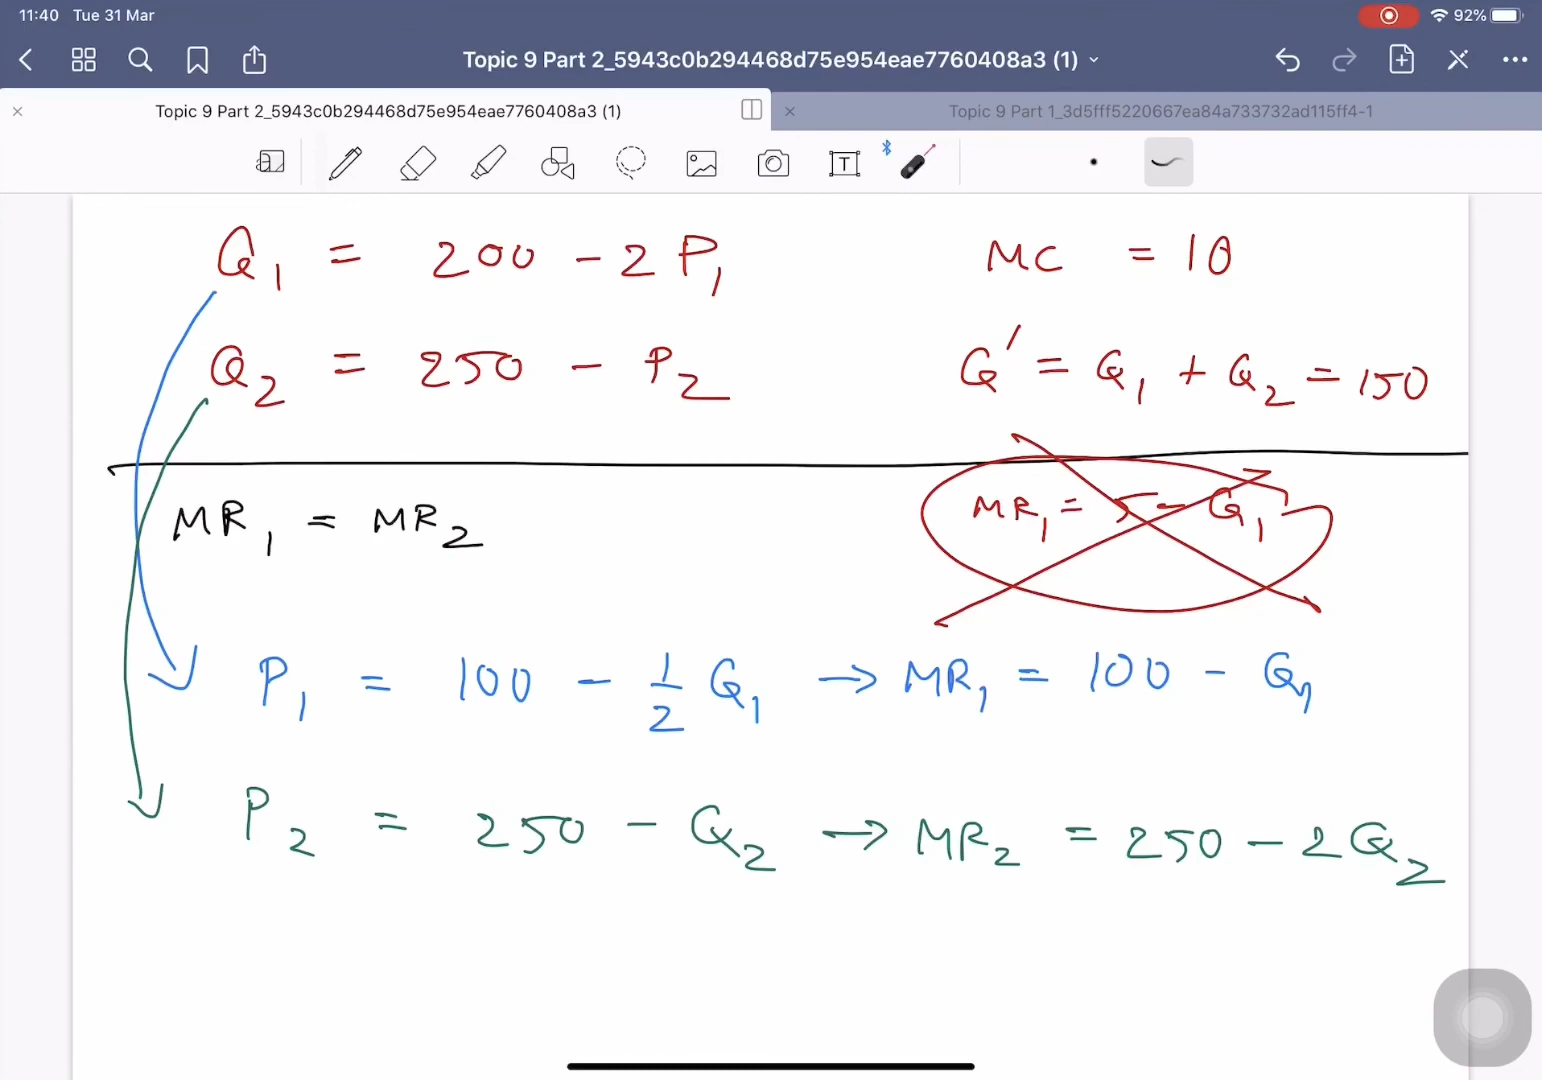 11:40 Tue 31 Mar 92%
Topic 9 Part 2_5943c0b294468d75e954eae7760408a3 (1)
Topic 9 Part 2_5943c0b294468d75e954eae7760408a3 (1) Topic 9 Part 1_3d5fff5220667ea84a733732ad115ff4-1
T
Q₁ = 200 - 2P₁ MC = 10
Q₂ = 250 - P₂ Q' = Q₁ + Q₂ = 150
MR₁ = MR₂ MR₁ = 5 - Q₁
P₁ = 100 - 1/2 Q₁ → MR₁ = 100 - Q₁
P₂ = 250 - Q₂ → MR₂ = 250 - 2Q₂